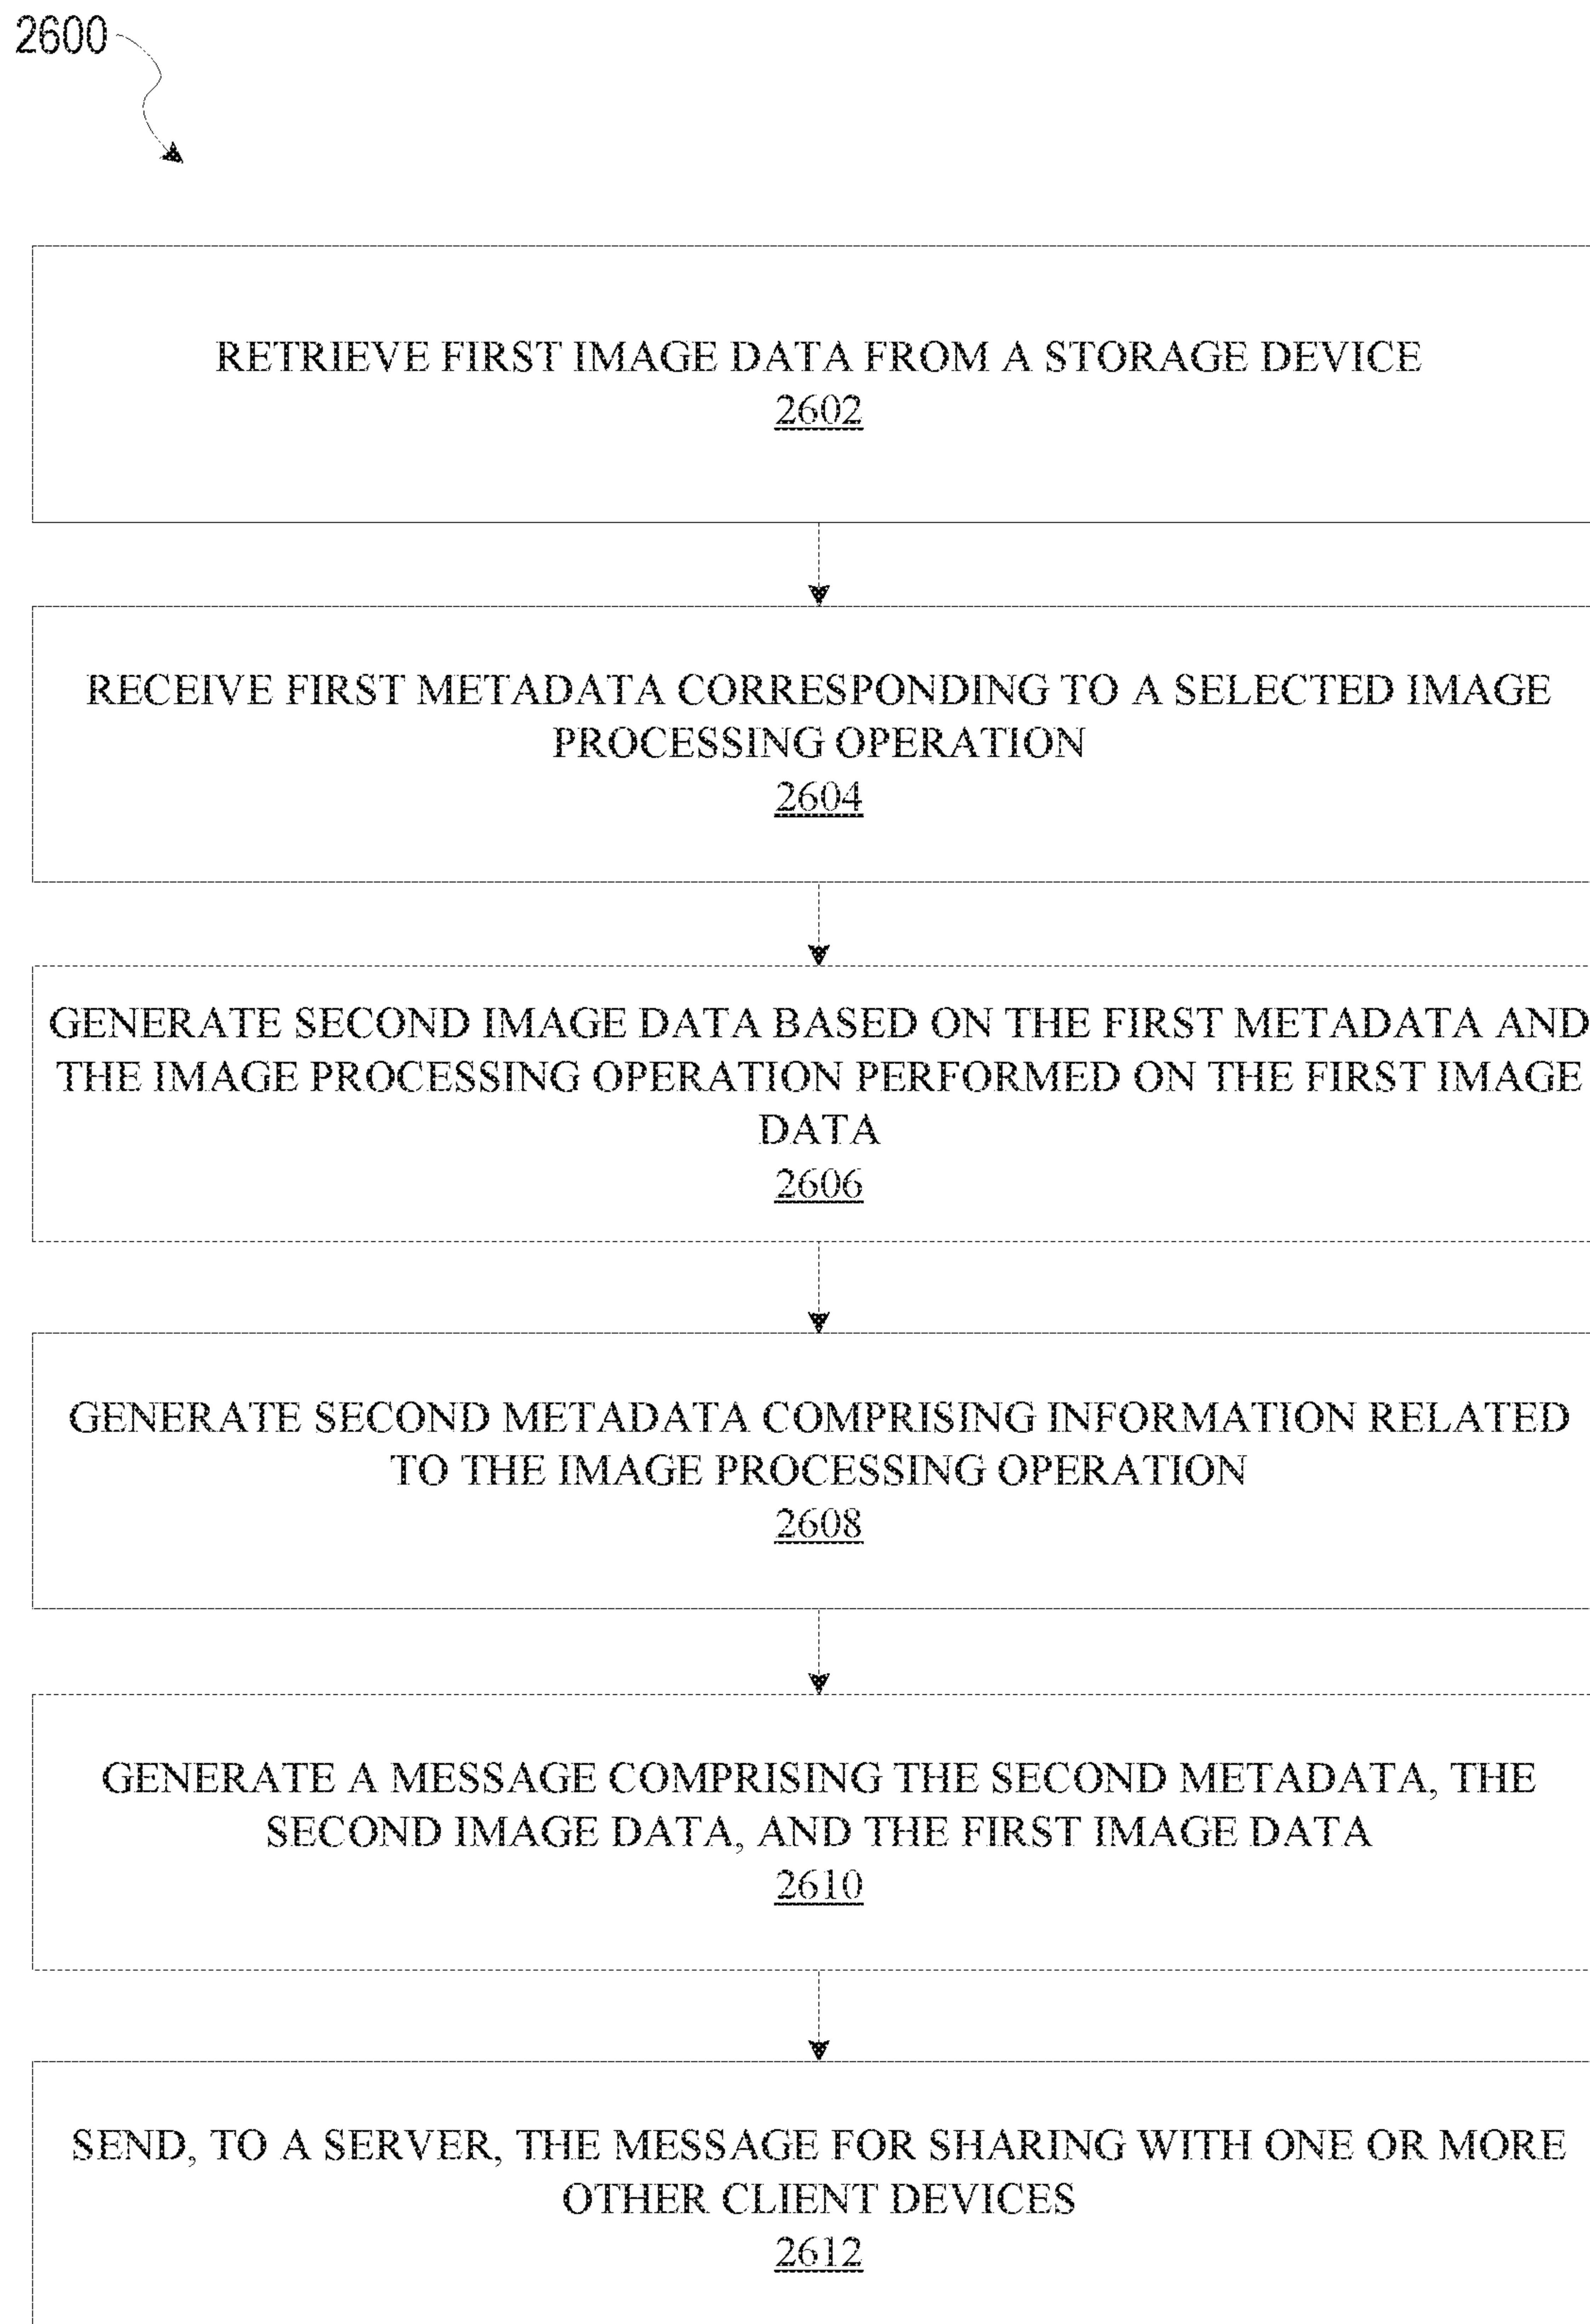 2600
RETRIEVE FIRST IMAGE DATA FROM A STORAGE DEVICE
2602
RECEIVE FIRST METADATA CORRESPONDING TO A SELECTED IMAGE
PROCESSING OPERATION
2604
GENERATE SECOND IMAGE DATA BASED ON THE FIRST METADATA AND
THE IMAGE PROCESSING OPERATION PERFORMED ON THE FIRST IMAGE
DATA
2606
GENERATE SECOND METADATA COMPRISING INFORMATION RELATED
TO THE IMAGE PROCESSING OPERATION
2608
GENERATE A MESSAGE COMPRISING THE SECOND METADATA, THE
SECOND IMAGE DATA, AND THE FIRST IMAGE DATA
2610
SEND, TO A SERVER, THE MESSAGE FOR SHARING WITH ONE OR MORE
OTHER CLIENT DEVICES
2612